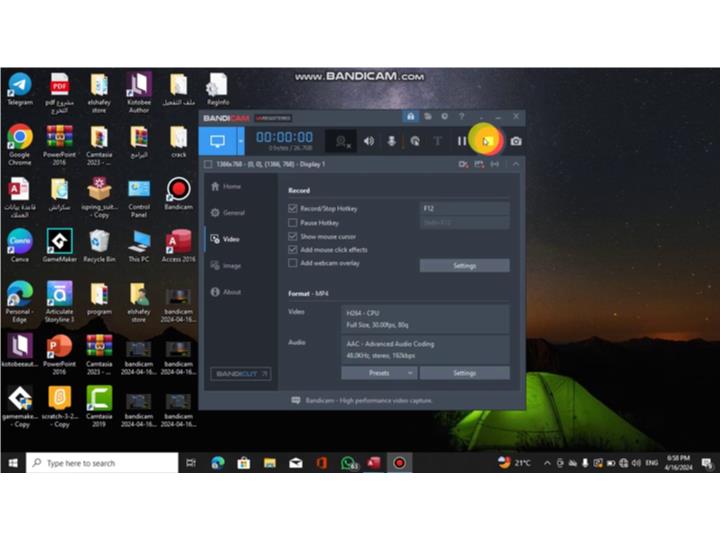 www.BANDICAM.com
Telegram
مشروع pdf
التخرج
elshafey
store
Kotobee
Author
ملف التفعيل
RegInfo
Google
Chrome
PowerPoint
2016
Camtasia
2023 - ...
البرامج
crack
قاعدة بيانات
العملاء
سكراتش
ispring_suit...
- Copy
Control
Panel
Bandicam
Canva
GameMaker
Recycle Bin
This PC
Access 2016
Personal -
Edge
Articulate
Storyline 3
program
elshafey
store
bandicam
2024-04-16...
kotobeeaut...
PowerPoint
Camtasia
2023 - ...
bandicam
2024-04-16...
bandicam
2024-04-16...
gamemake...
- Copy
scratch-3-2...
- Copy
Camtasia
2019
bandicam
2024-04-16...
bandicam
2024-04-16...
BANDICAM UNREGISTERED
00:00:00
0 bytes / 26.7GB
1366x768 - (0, 0), (1366, 768) - Display 1
Home
General
Video
Image
About
BANDICUT
Record
Record/Stop Hotkey F12
Pause Hotkey Shift+F12
Show mouse cursor
Add mouse click effects
Add webcam overlay
Settings
Format - MP4
Video
H264 - CPU
Full Size, 30.00fps, 80q
Audio
AAC - Advanced Audio Coding
48.0KHz, stereo, 192kbps
Presets
Settings
Bandicam - High performance video capture.
Type here to search
63
21°C
ENG
6:58 PM
4/16/2024